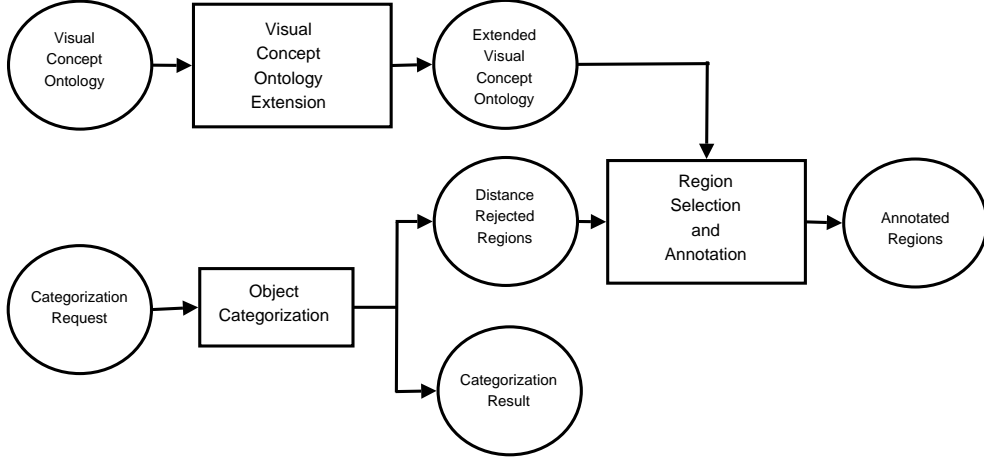 Visual
Concept
Ontology
Visual
Concept
Ontology
Extension
Extended
Visual
Concept
Ontology
Distance
Rejected
Regions
Region
Selection
and
Annotation
Annotated
Regions
Categorization
Request
Object
Categorization
Categorization
Result